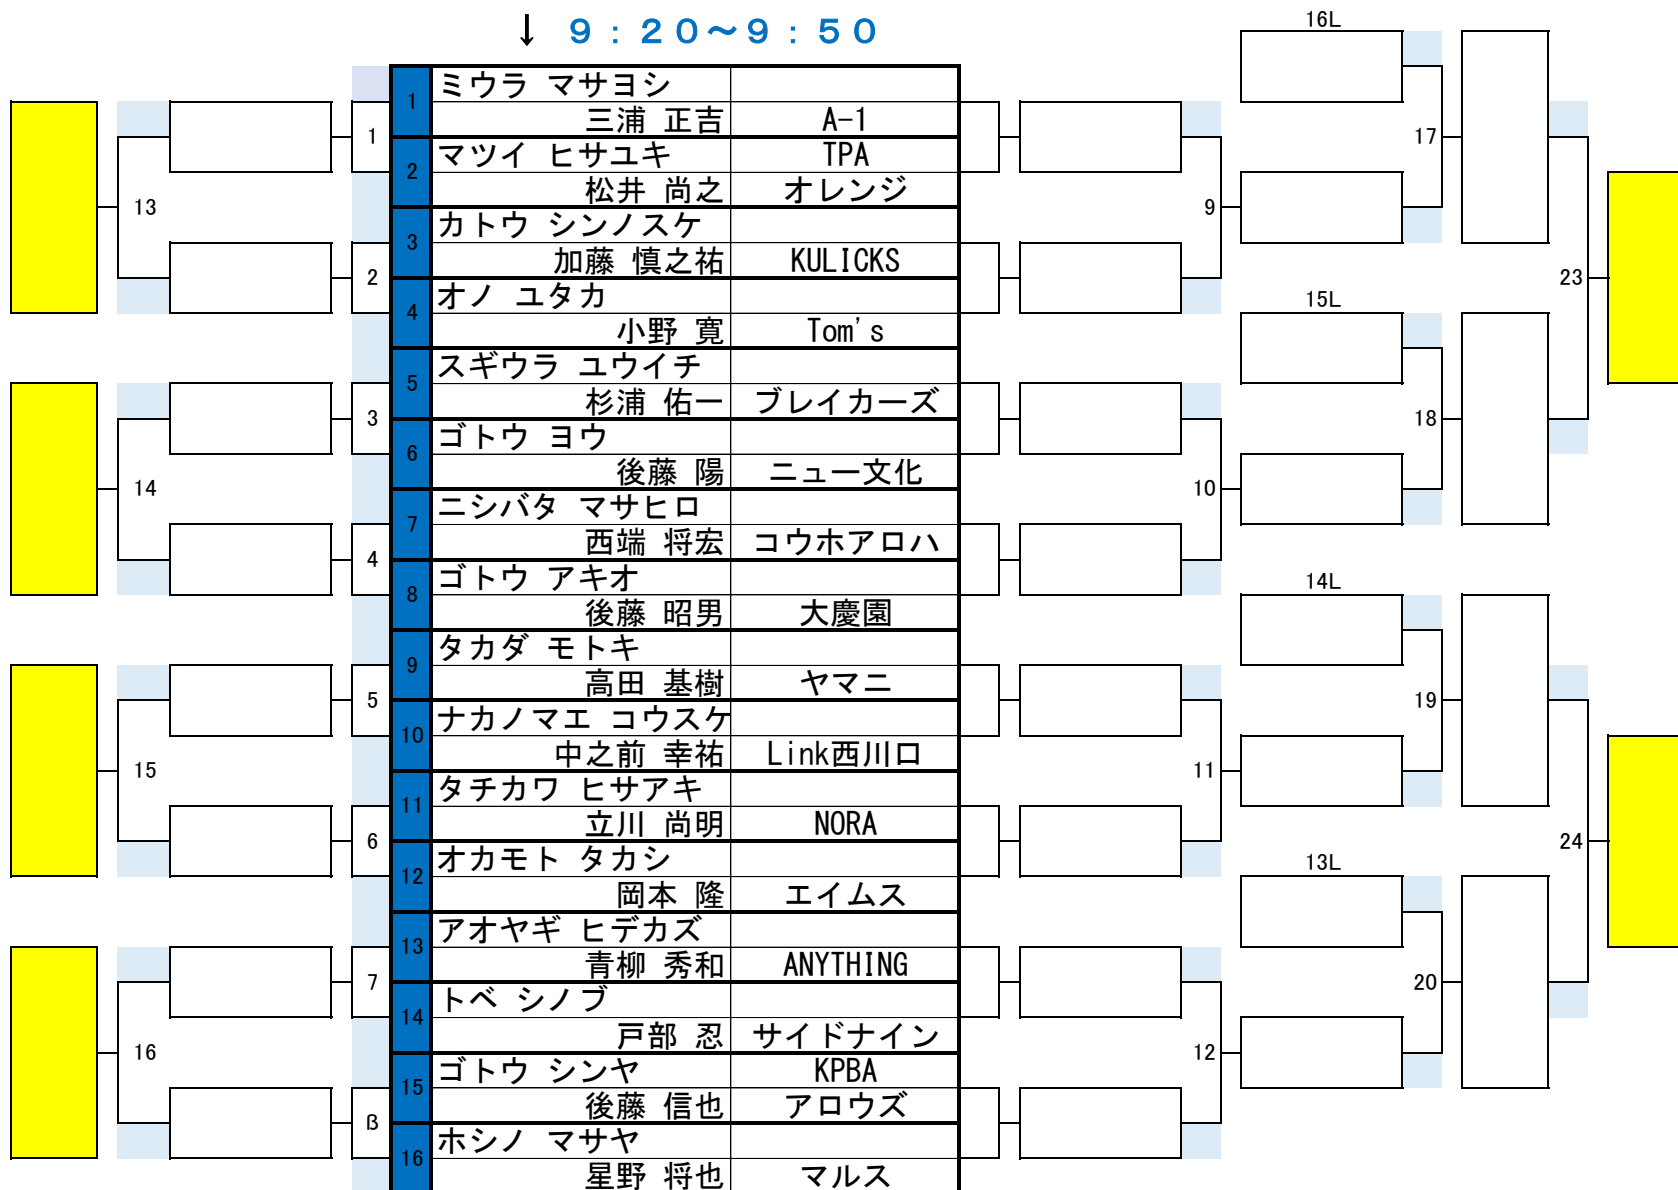 ↓ 9：20～9：50
16L
ミウラ マサヨシ
1
三浦 正吉 A-1
1
17
マツイ ヒサユキ TPA
2
松井 尚之 オレンジ
13
9
カトウ シンノスケ
3
加藤 慎之祐 KULICKS
2
23
オノ ユタカ
4
小野 寛 Tom's
15L
スギウラ ユウイチ
5
杉浦 佑一 ブレイカーズ
3
18
ゴトウ ヨウ
6
後藤 陽 ニュー文化
14
10
ニシバタ マサヒロ
7
西端 将宏 コウホアロハ
4
ゴトウ アキオ
8
後藤 昭男 大慶園
14L
タカダ モトキ
9
高田 基樹 ヤマニ
5
19
ナカノマエ コウスケ
10
中之前 幸祐 Link西川口
15
11
タチカワ ヒサアキ
11
立川 尚明 NORA
6
24
オカモト タカシ
12
岡本 隆 エイムス
13L
アオヤギ ヒデカズ
13
青柳 秀和 ANYTHING
7
20
トベ シノブ
14
戸部 忍 サイドナイン
16
12
ゴトウ シンヤ KPBA
15
後藤 信也 アロウズ
8
ホシノ マサヤ
16
星野 将也 マルス